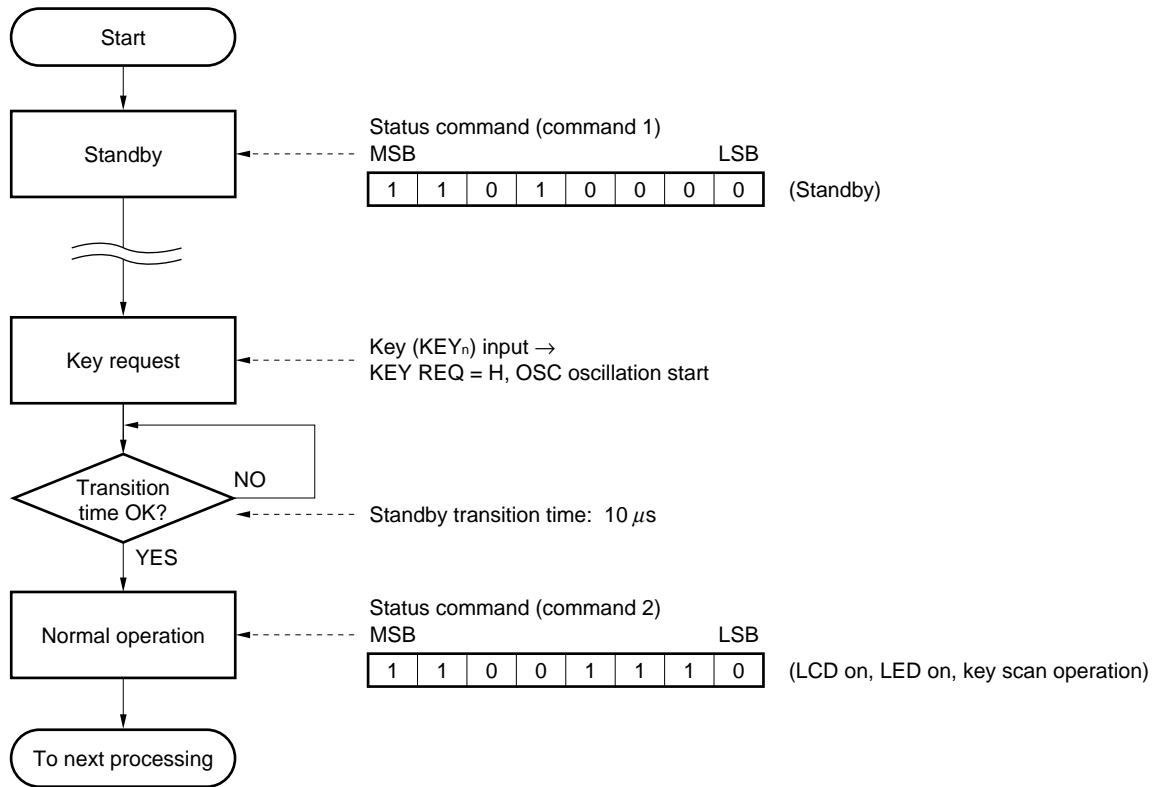 Start
Standby
Status command (command 1)
MSB LSB
1 1 0 1 0 0 0 0 (Standby)
Key request
Key (KEYn) input →
KEY REQ = H, OSC oscillation start
Transition
time OK?
NO
Standby transition time: 10 μs
YES
Normal operation
Status command (command 2)
MSB LSB
1 1 0 0 1 1 1 0 (LCD on, LED on, key scan operation)
To next processing